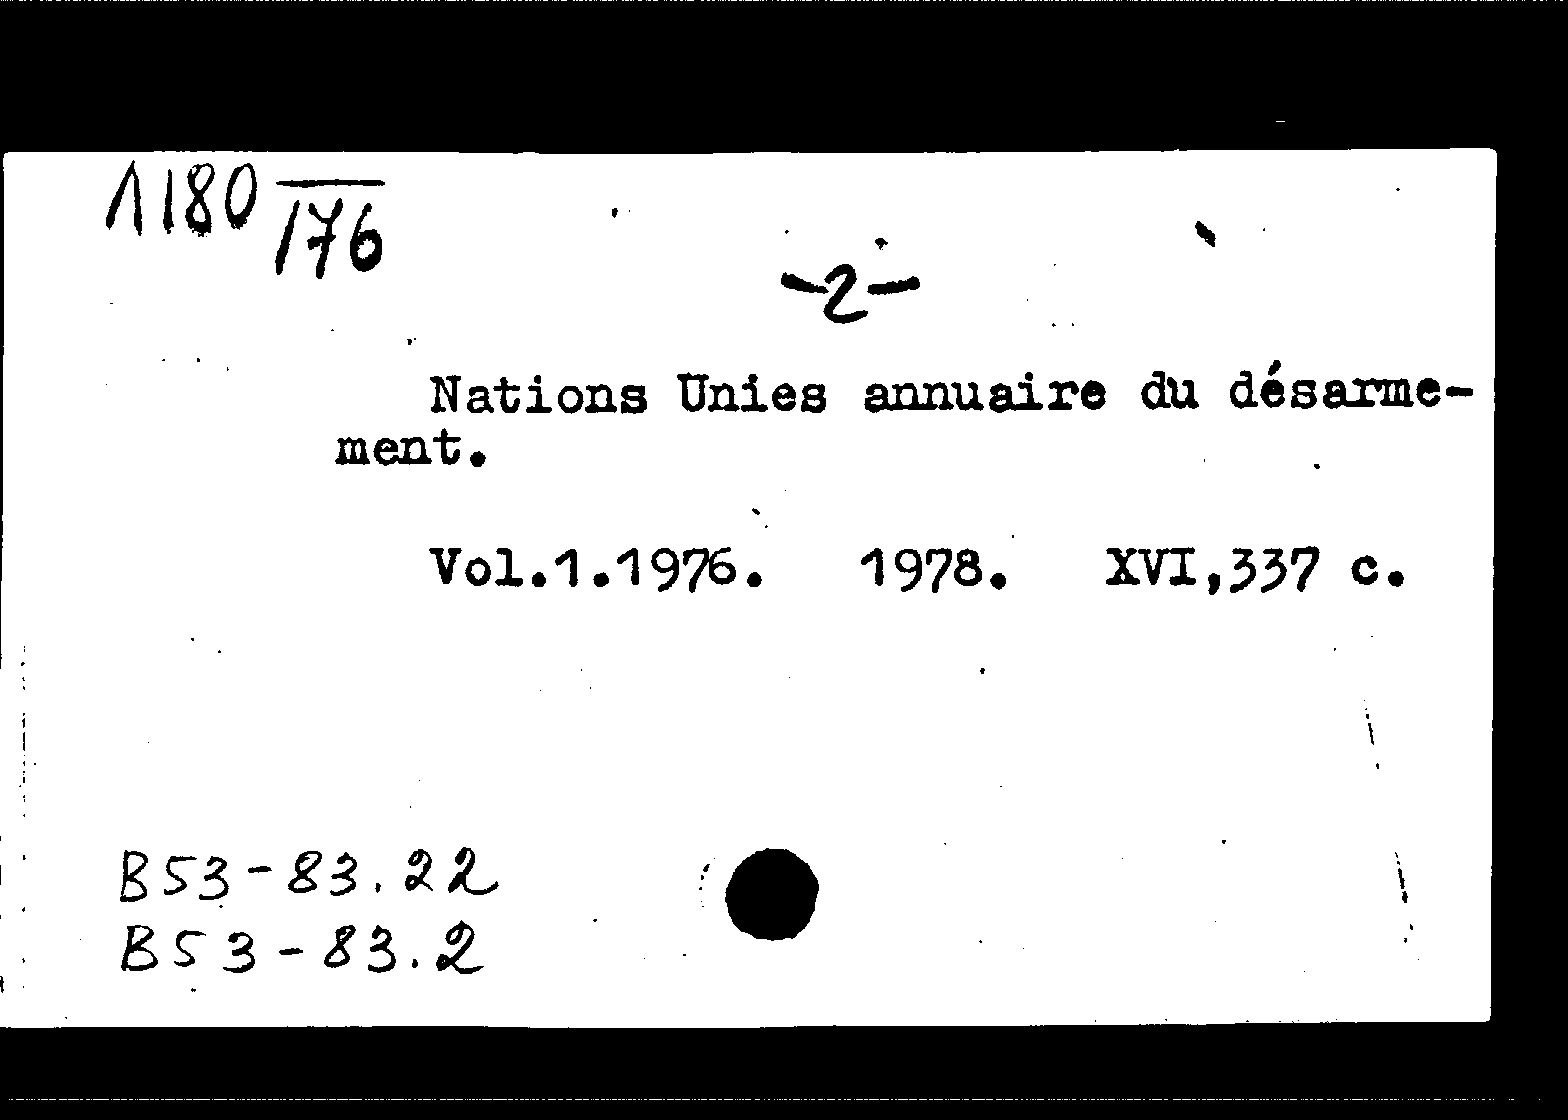 1180
176
-2-
Nations Unies annuaire du désarme-
ment.
Vol.1.1976. 1978. XVI,337 c.
B53-83.22
B53-83.2